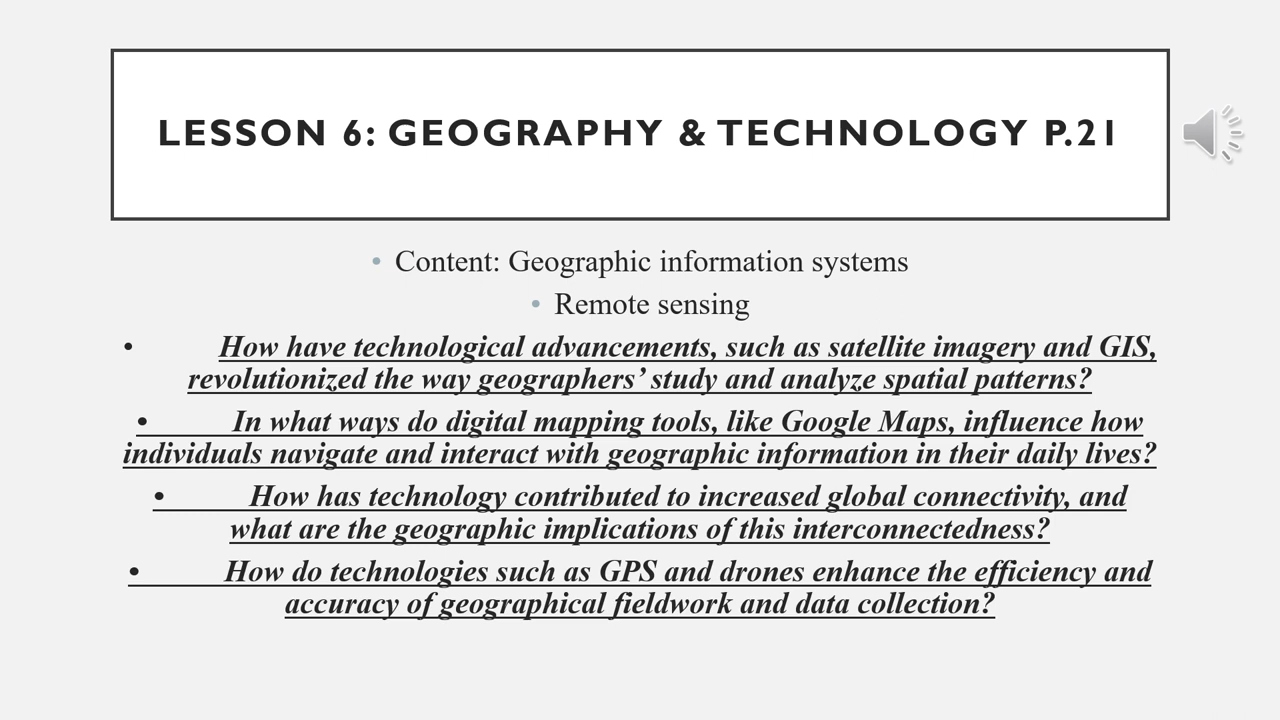 LESSON 6: GEOGRAPHY & TECHNOLOGY P.21
• Content: Geographic information systems
• Remote sensing
• How have technological advancements, such as satellite imagery and GIS,
revolutionized the way geographers’ study and analyze spatial patterns?
• In what ways do digital mapping tools, like Google Maps, influence how
individuals navigate and interact with geographic information in their daily lives?
• How has technology contributed to increased global connectivity, and
what are the geographic implications of this interconnectedness?
• How do technologies such as GPS and drones enhance the efficiency and
accuracy of geographical fieldwork and data collection?